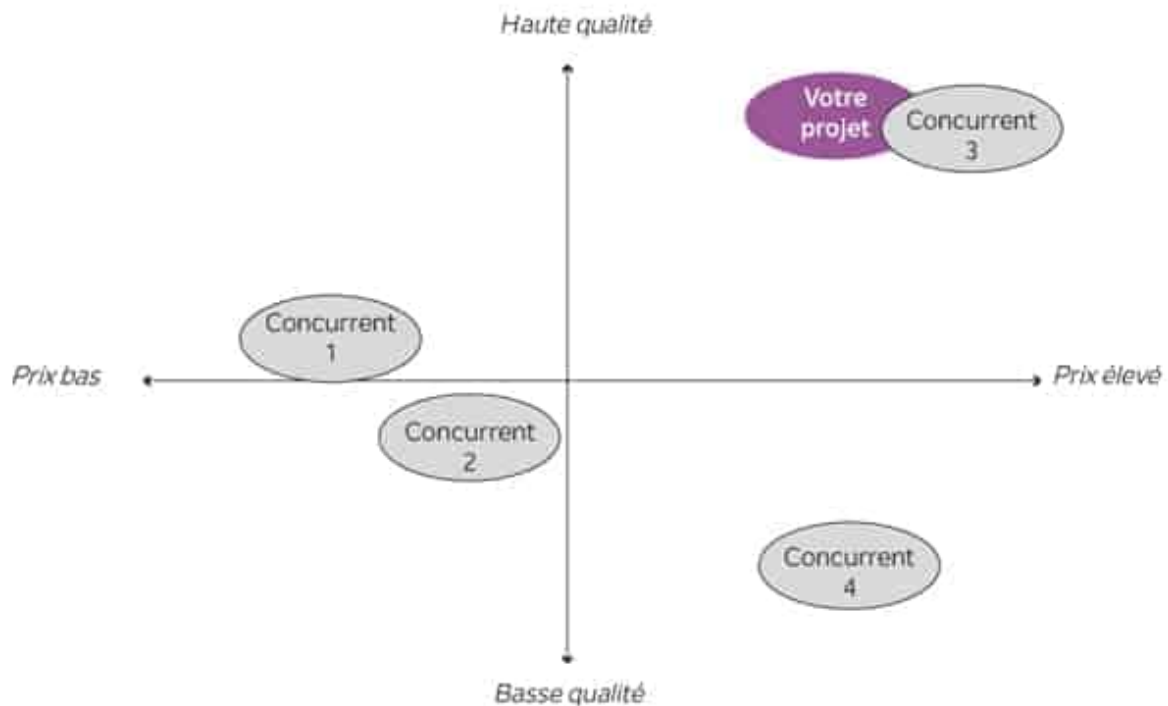 Haute qualité
Votre
projet
Concurrent
3
Concurrent
1
Prix bas
Prix élevé
Concurrent
2
Concurrent
4
Basse qualité